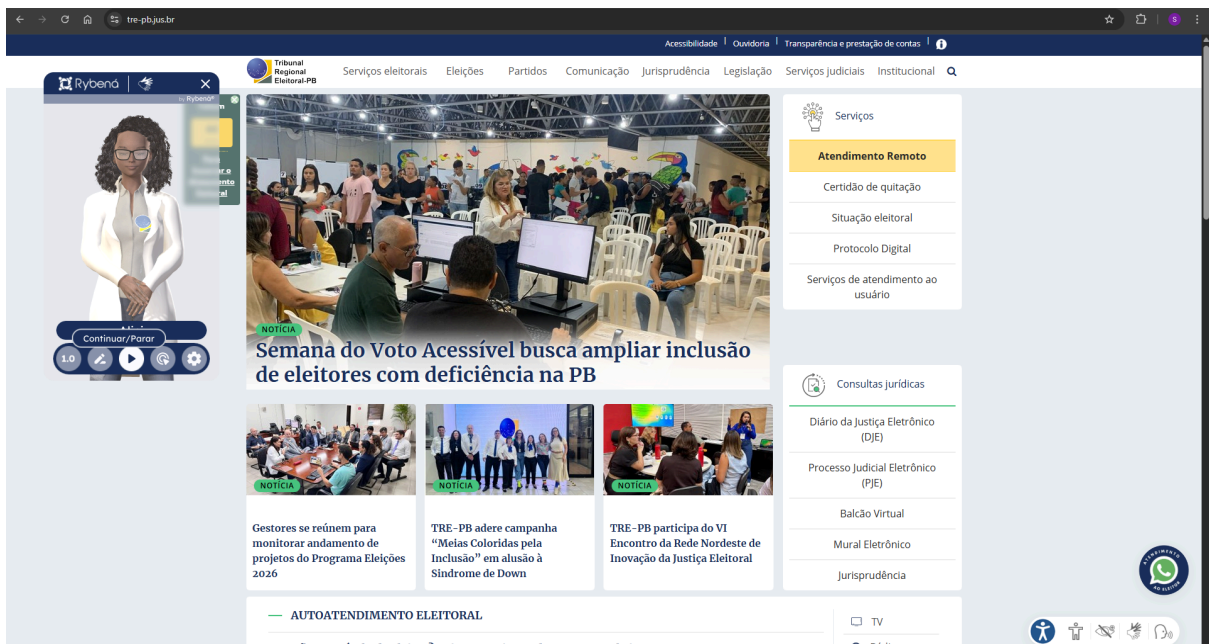 tre-pb.jus.br
S
Acessibilidade
Ouvidoria
Transparência e prestação de contas
Tribunal
Regional
Eleitoral-PB
Serviços eleitorais
Eleições
Partidos
Comunicação
Jurisprudência
Legislação
Serviços judiciais
Institucional
Rybená
by Rybená®
Continuar/Parar
1.0
NOTÍCIA
Semana do Voto Acessível busca ampliar inclusão
de eleitores com deficiência na PB
Serviços
Atendimento Remoto
Certidão de quitação
Situação eleitoral
Protocolo Digital
Serviços de atendimento ao
usuário
Consultas jurídicas
Diário da Justiça Eletrônico
(DJE)
Processo Judicial Eletrônico
(PJE)
Balcão Virtual
Mural Eletrônico
Jurisprudência
NOTÍCIA
Gestores se reúnem para
monitorar andamento de
projetos do Programa Eleições
2026
NOTÍCIA
TRE-PB adere campanha
“Meias Coloridas pela
Inclusão” em alusão à
Sindrome de Down
NOTÍCIA
TRE-PB participa do VI
Encontro da Rede Nordeste de
Inovação da Justiça Eleitoral
ATENDIMENTO
AO ELEITOR
AUTOATENDIMENTO ELEITORAL
TV